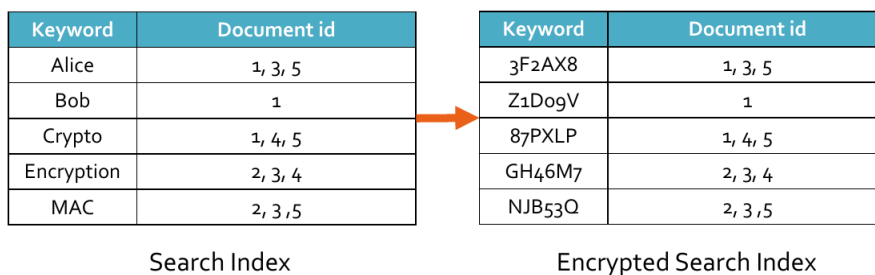 Keyword Document id
Alice 1, 3, 5
Bob 1
Crypto 1, 4, 5
Encryption 2, 3, 4
MAC 2, 3 ,5
Search Index
Keyword Document id
3F2AX8 1, 3, 5
Z1D09V 1
87PXLP 1, 4, 5
GH46M7 2, 3, 4
NJB53Q 2, 3 ,5
Encrypted Search Index